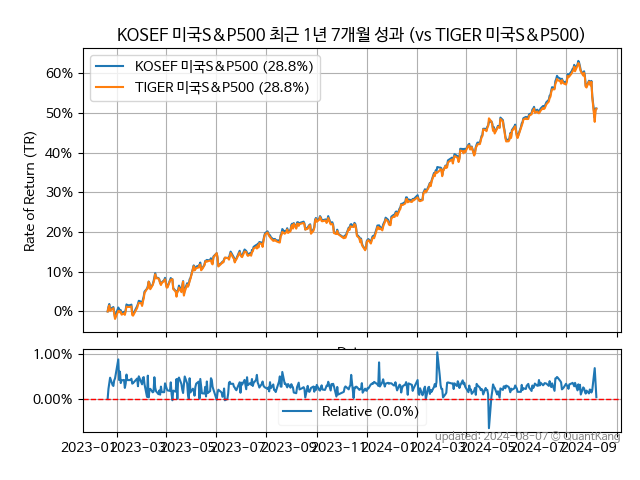 KOSEF 미국S&P500 최근 1년 7개월 성과 (vs TIGER 미국S&P500)
KOSEF 미국S&P500 (28.8%)
TIGER 미국S&P500 (28.8%)
Rate of Return (TR)
60%
50%
40%
30%
20%
10%
0%
1.00%
0.00%
Relative (0.0%)
updated: 2024-08-07 © QuantKang
2023-01 2023-03 2023-05 2023-07 2023-09 2023-11 2024-01 2024-03 2024-05 2024-07 2024-09